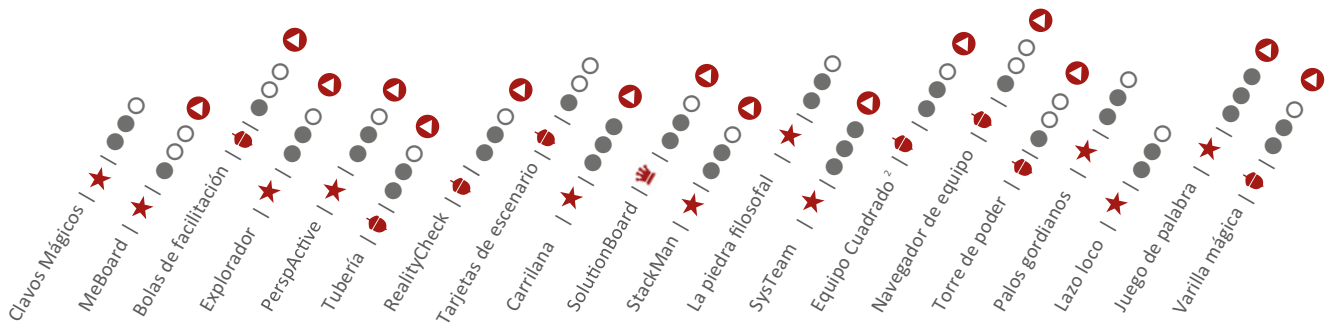 Clavos Mágicos | |
MeBoard | |
Bolas de facilitación | |
Explorador | |
PerspActive | |
Tubería | |
RealityCheck | |
Tarjetas de escenario | |
Carrilana | |
SolutionBoard | |
StackMan | |
La piedra filosofal | |
SysTeam | |
Equipo Cuadrado ² | |
Navegador de equipo | |
Torre de poder | |
Palos gordianos | |
Lazo loco | |
Juego de palabra | |
Varilla mágica | |